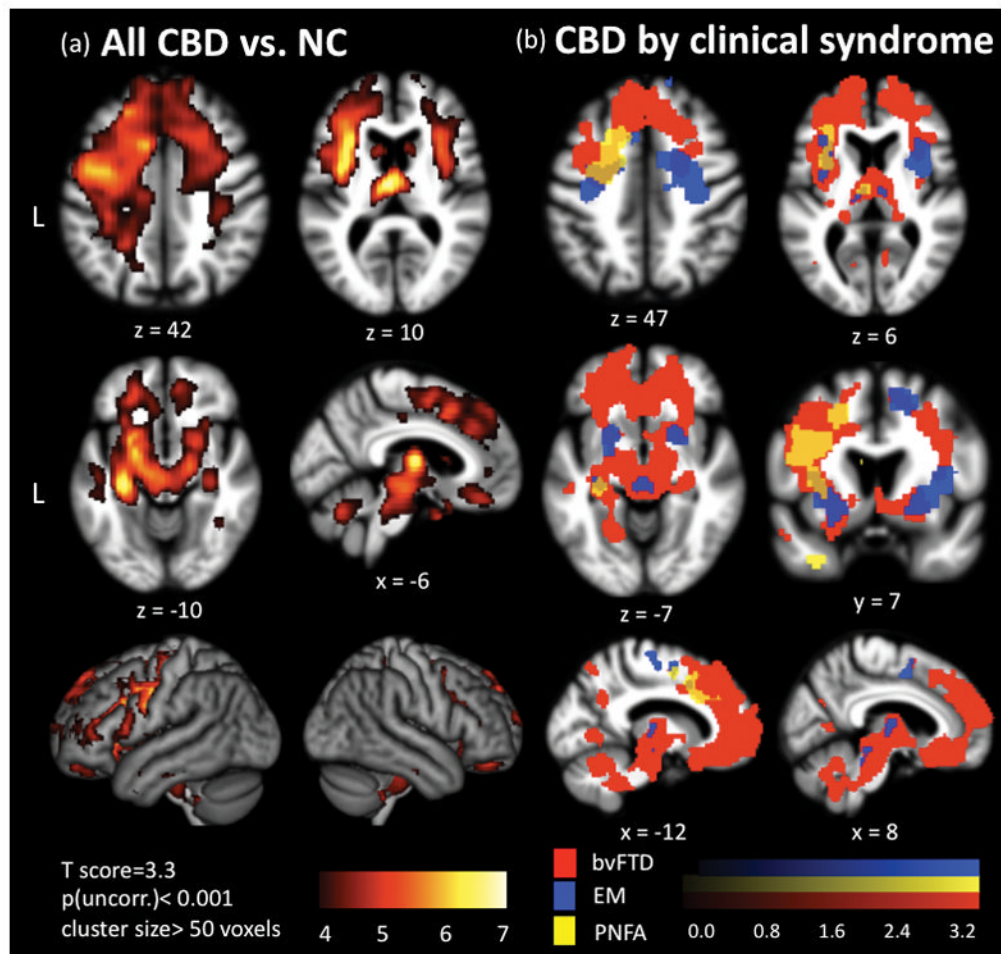 (a) All CBD vs. NC
(b) CBD by clinical syndrome
L
z = 42
z = 10
z = 47
z = 6
L
z = -10
x = -6
z = -7
y = 7
x = -12
x = 8
T score=3.3
p(uncorr.)< 0.001
cluster size> 50 voxels
4 5 6 7
bvFTD
EM
PNFA
0.0 0.8 1.6 2.4 3.2